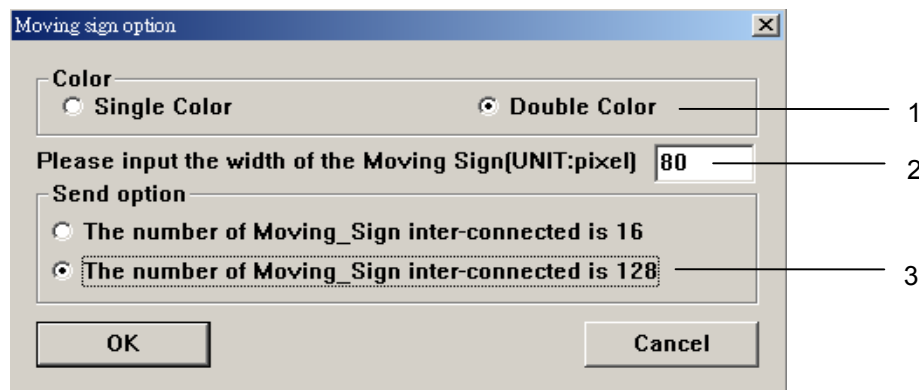 Moving sign option
Color
Single Color Double Color 1
Please input the width of the Moving Sign(UNIT:pixel) 80 2
Send option
The number of Moving_Sign inter-connected is 16
The number of Moving_Sign inter-connected is 128 3
OK Cancel